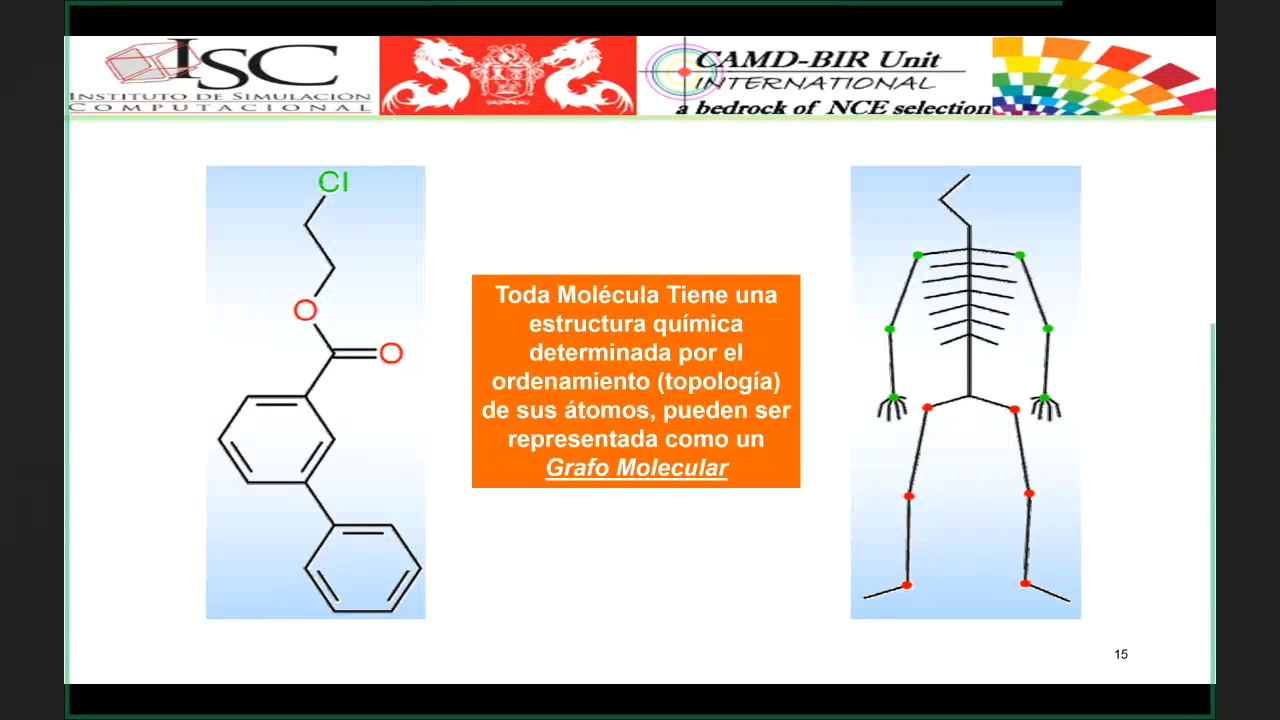 ISC
INSTITUTO DE SIMULACIÓN
COMPUTACIONAL
CAMD-BIR Unit
INTERNATIONAL
a bedrock of NCE selection
Cl
O
O
Toda Molécula Tiene una
estructura química
determinada por el
ordenamiento (topología)
de sus átomos, pueden ser
representada como un
Grafo Molecular
15